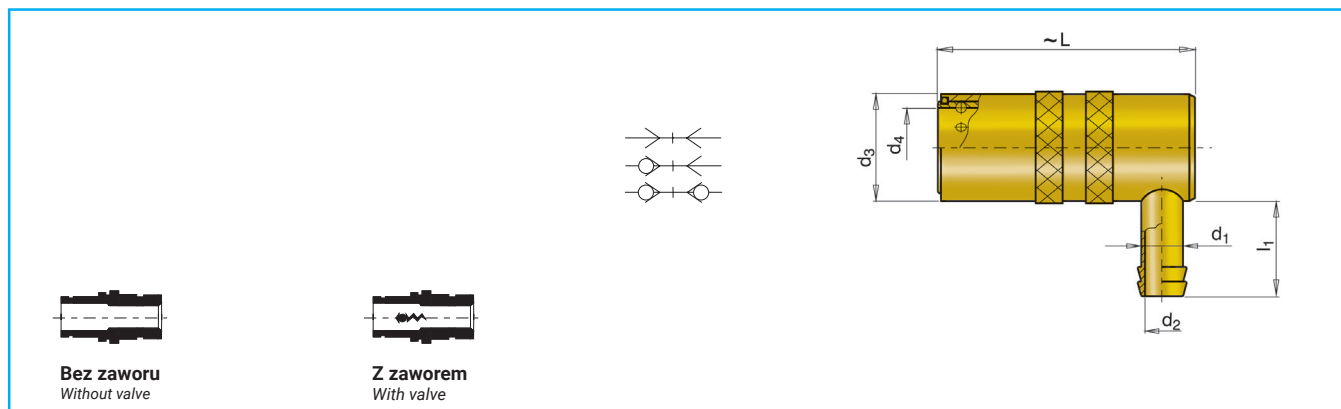 ~L
d3
d4
d1
l1
d2
Bez zaworu
Without valve
Z zaworem
With valve